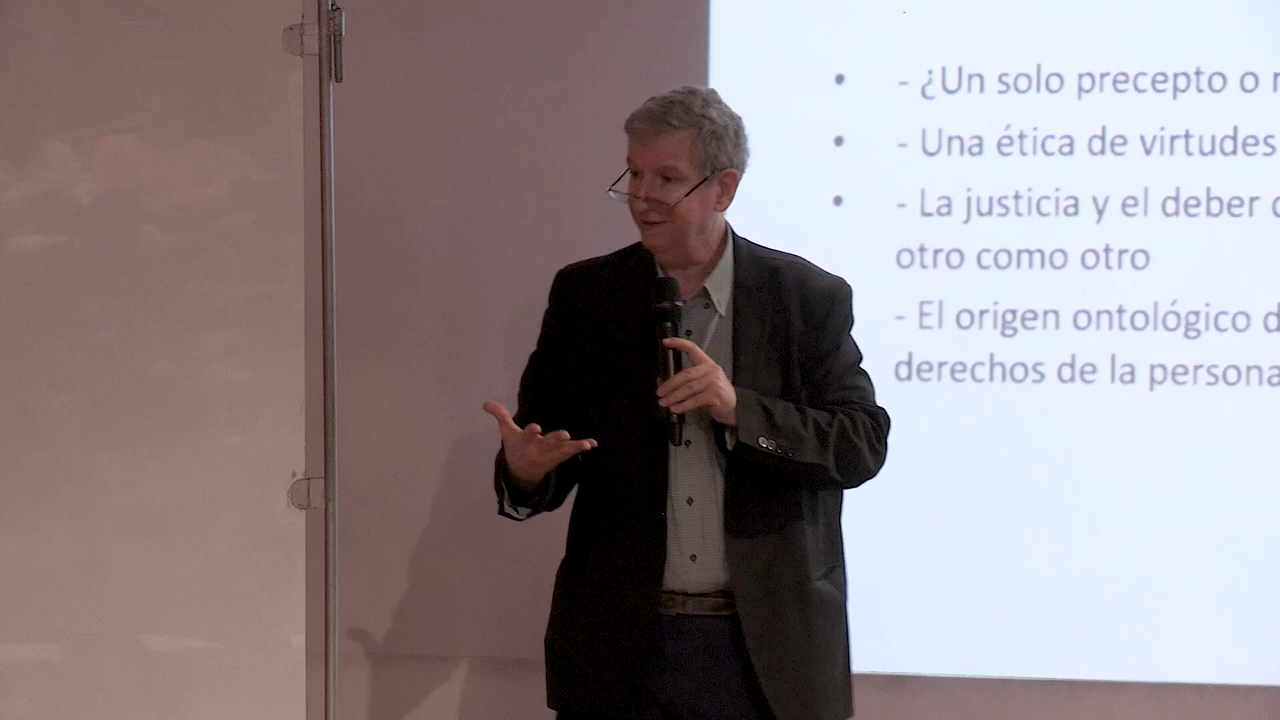 - ¿Un solo precepto o
- Una ética de virtudes
- La justicia y el deber
otro como otro
- El origen ontológico
derechos de la persona